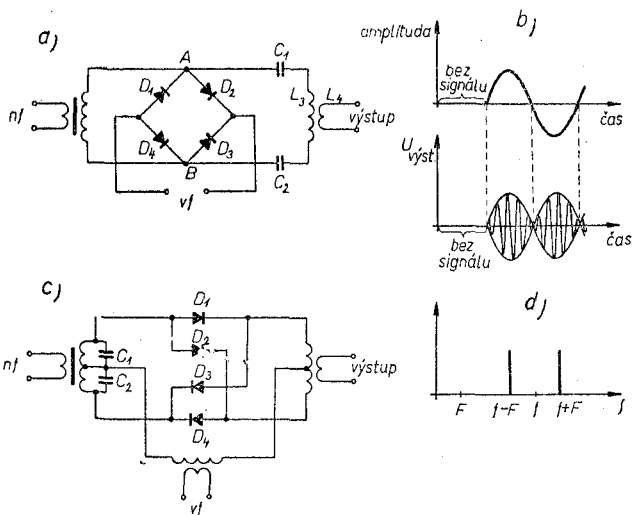 a)
A
C1
D1
D2
nf
L3
L4
výstup
D4
D3
B
C2
vf
b)
amplituda
bez
signálu
čas
Uvýst
bez
signálu
čas
c)
D1
D2
nf
C1
C2
D3
výstup
D4
vf
d)
F
f-F
f
f+F
f